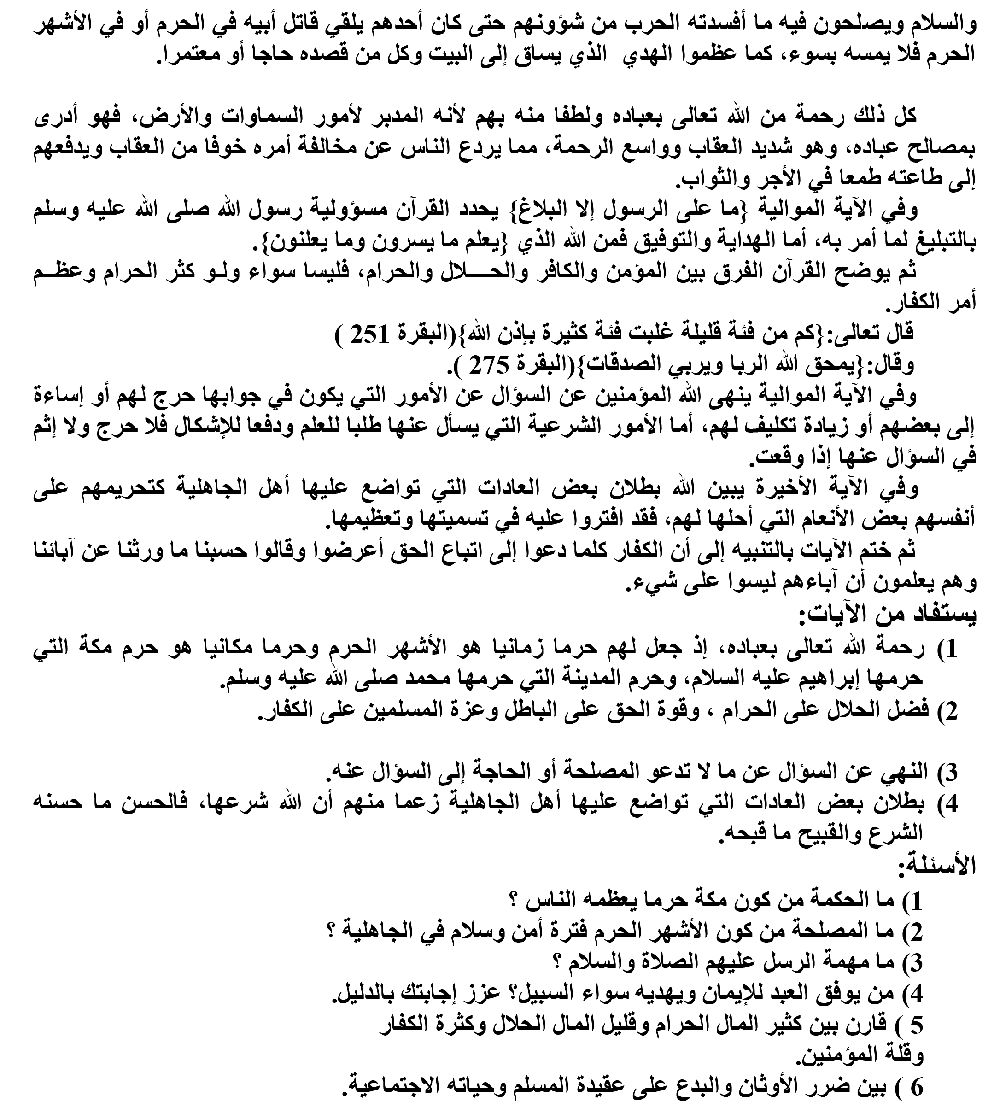 والسلام ويصلحون فيه ما أفسدته الحرب من شؤونهم حتى كان أحدهم يلقي قاتل أبيه في الحرم أو في الأشهر
الحرم فلا يمسه بسوء، كما عظموا الهدي الذي يساق إلى البيت وكل من قصده حاجا أو معتمرا.
كل ذلك رحمة من الله تعالى بعباده ولطفا منه بهم لأنه المدبر لأمور السماوات والأرض، فهو أدرى
بمصالح عباده، وهو شديد العقاب وواسع الرحمة، مما يردع الناس عن مخالفة أمره خوفا من العقاب ويدفعهم
إلى طاعته طمعا في الأجر والثواب.
وفي الآية الموالية {ما على الرسول إلا البلاغ} يحدد القرآن مسؤولية رسول الله صلى الله عليه وسلم
بالتبليغ لما أمر به، أما الهداية والتوفيق فمن الله الذي {يعلم ما يسرون وما يعلنون}.
ثم يوضح القرآن الفرق بين المؤمن والكافر والحـــلال والحرام، فليسا سواء ولـو كثر الحرام وعظـم
أمر الكفار.
قال تعالى:{كم من فئة قليلة غلبت فئة كثيرة بإذن الله}(البقرة 251 )
وقال:{يمحق الله الربا ويربي الصدقات}(البقرة 275 ).
وفي الآية الموالية ينهى الله المؤمنين عن السؤال عن الأمور التي يكون في جوابها حرج لهم أو إساءة
إلى بعضهم أو زيادة تكليف لهم، أما الأمور الشرعية التي يسأل عنها طلبا للعلم ودفعا للإشكال فلا حرج ولا إثم
في السؤال عنها إذا وقعت.
وفي الآية الأخيرة يبين الله بطلان بعض العادات التي تواضع عليها أهل الجاهلية كتحريمهم على
أنفسهم بعض الأنعام التي أحلها لهم، فقد افتروا عليه في تسميتها وتعظيمها.
ثم ختم الآيات بالتنبيه إلى أن الكفار كلما دعوا إلى اتباع الحق أعرضوا وقالوا حسبنا ما ورثنا عن آبائنا
وهم يعلمون أن آباءهم ليسوا على شيء.
يستفاد من الآيات:
1) رحمة الله تعالى بعباده، إذ جعل لهم حرما زمانيا هو الأشهر الحرم وحرما مكانيا هو حرم مكة التي
حرمها إبراهيم عليه السلام، وحرم المدينة التي حرمها محمد صلى الله عليه وسلم.
2) فضل الحلال على الحرام ، وقوة الحق على الباطل وعزة المسلمين على الكفار.
3) النهي عن السؤال عن ما لا تدعو المصلحة أو الحاجة إلى السؤال عنه.
4) بطلان بعض العادات التي تواضع عليها أهل الجاهلية زعما منهم أن الله شرعها، فالحسن ما حسنه
الشرع والقبيح ما قبحه.
الأسئلة:
1) ما الحكمة من كون مكة حرما يعظمه الناس ؟
2) ما المصلحة من كون الأشهر الحرم فترة أمن وسلام في الجاهلية ؟
3) ما مهمة الرسل عليهم الصلاة والسلام ؟
4) من يوفق العبد للإيمان ويهديه سواء السبيل؟ عزز إجابتك بالدليل.
5 ) قارن بين كثير المال الحرام وقليل المال الحلال وكثرة الكفار
وقلة المؤمنين.
6 ) بين ضرر الأوثان والبدع على عقيدة المسلم وحياته الاجتماعية.